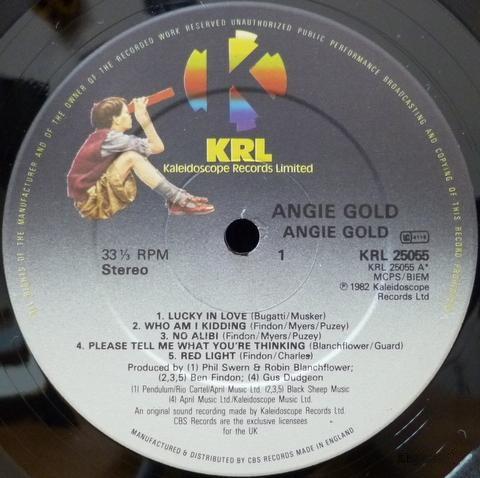 ALL RIGHTS OF THE MANUFACTURER AND OF THE OWNER OF THE RECORDED WORK RESERVED UNAUTHORIZED PUBLIC PERFORMANCE BROADCASTING AND COPYING OF THIS RECORD PROHIBITED
K
KRL
Kaleidoscope Records Limited
ANGIE GOLD
ANGIE GOLD
33⅓ RPM
Stereo
1
KRL 25055
KRL 25055 A*
MCPS/BIEM
℗ 1982 Kaleidoscope
Records Ltd
1. LUCKY IN LOVE (Bugatti/Musker)
2. WHO AM I KIDDING (Findon/Myers/Puzey)
3. NO ALIBI (Findon/Myers/Puzey)
4. PLEASE TELL ME WHAT YOU'RE THINKING (Blanchflower/Guard)
5. RED LIGHT (Findon/Charles)
Produced by (1) Phil Swern & Robin Blanchflower;
(2,3,5) Ben Findon; (4) Gus Dudgeon
(1) Pendulum/Rio Cartel/April Music Ltd. (2,3,5) Black Sheep Music
(4) April Music Ltd/Kaleidoscope Music Ltd.
An original sound recording made by Kaleidoscope Records Ltd.
CBS Records are the exclusive licensees
for the UK
MANUFACTURED & DISTRIBUTED BY CBS RECORDS MADE IN ENGLAND